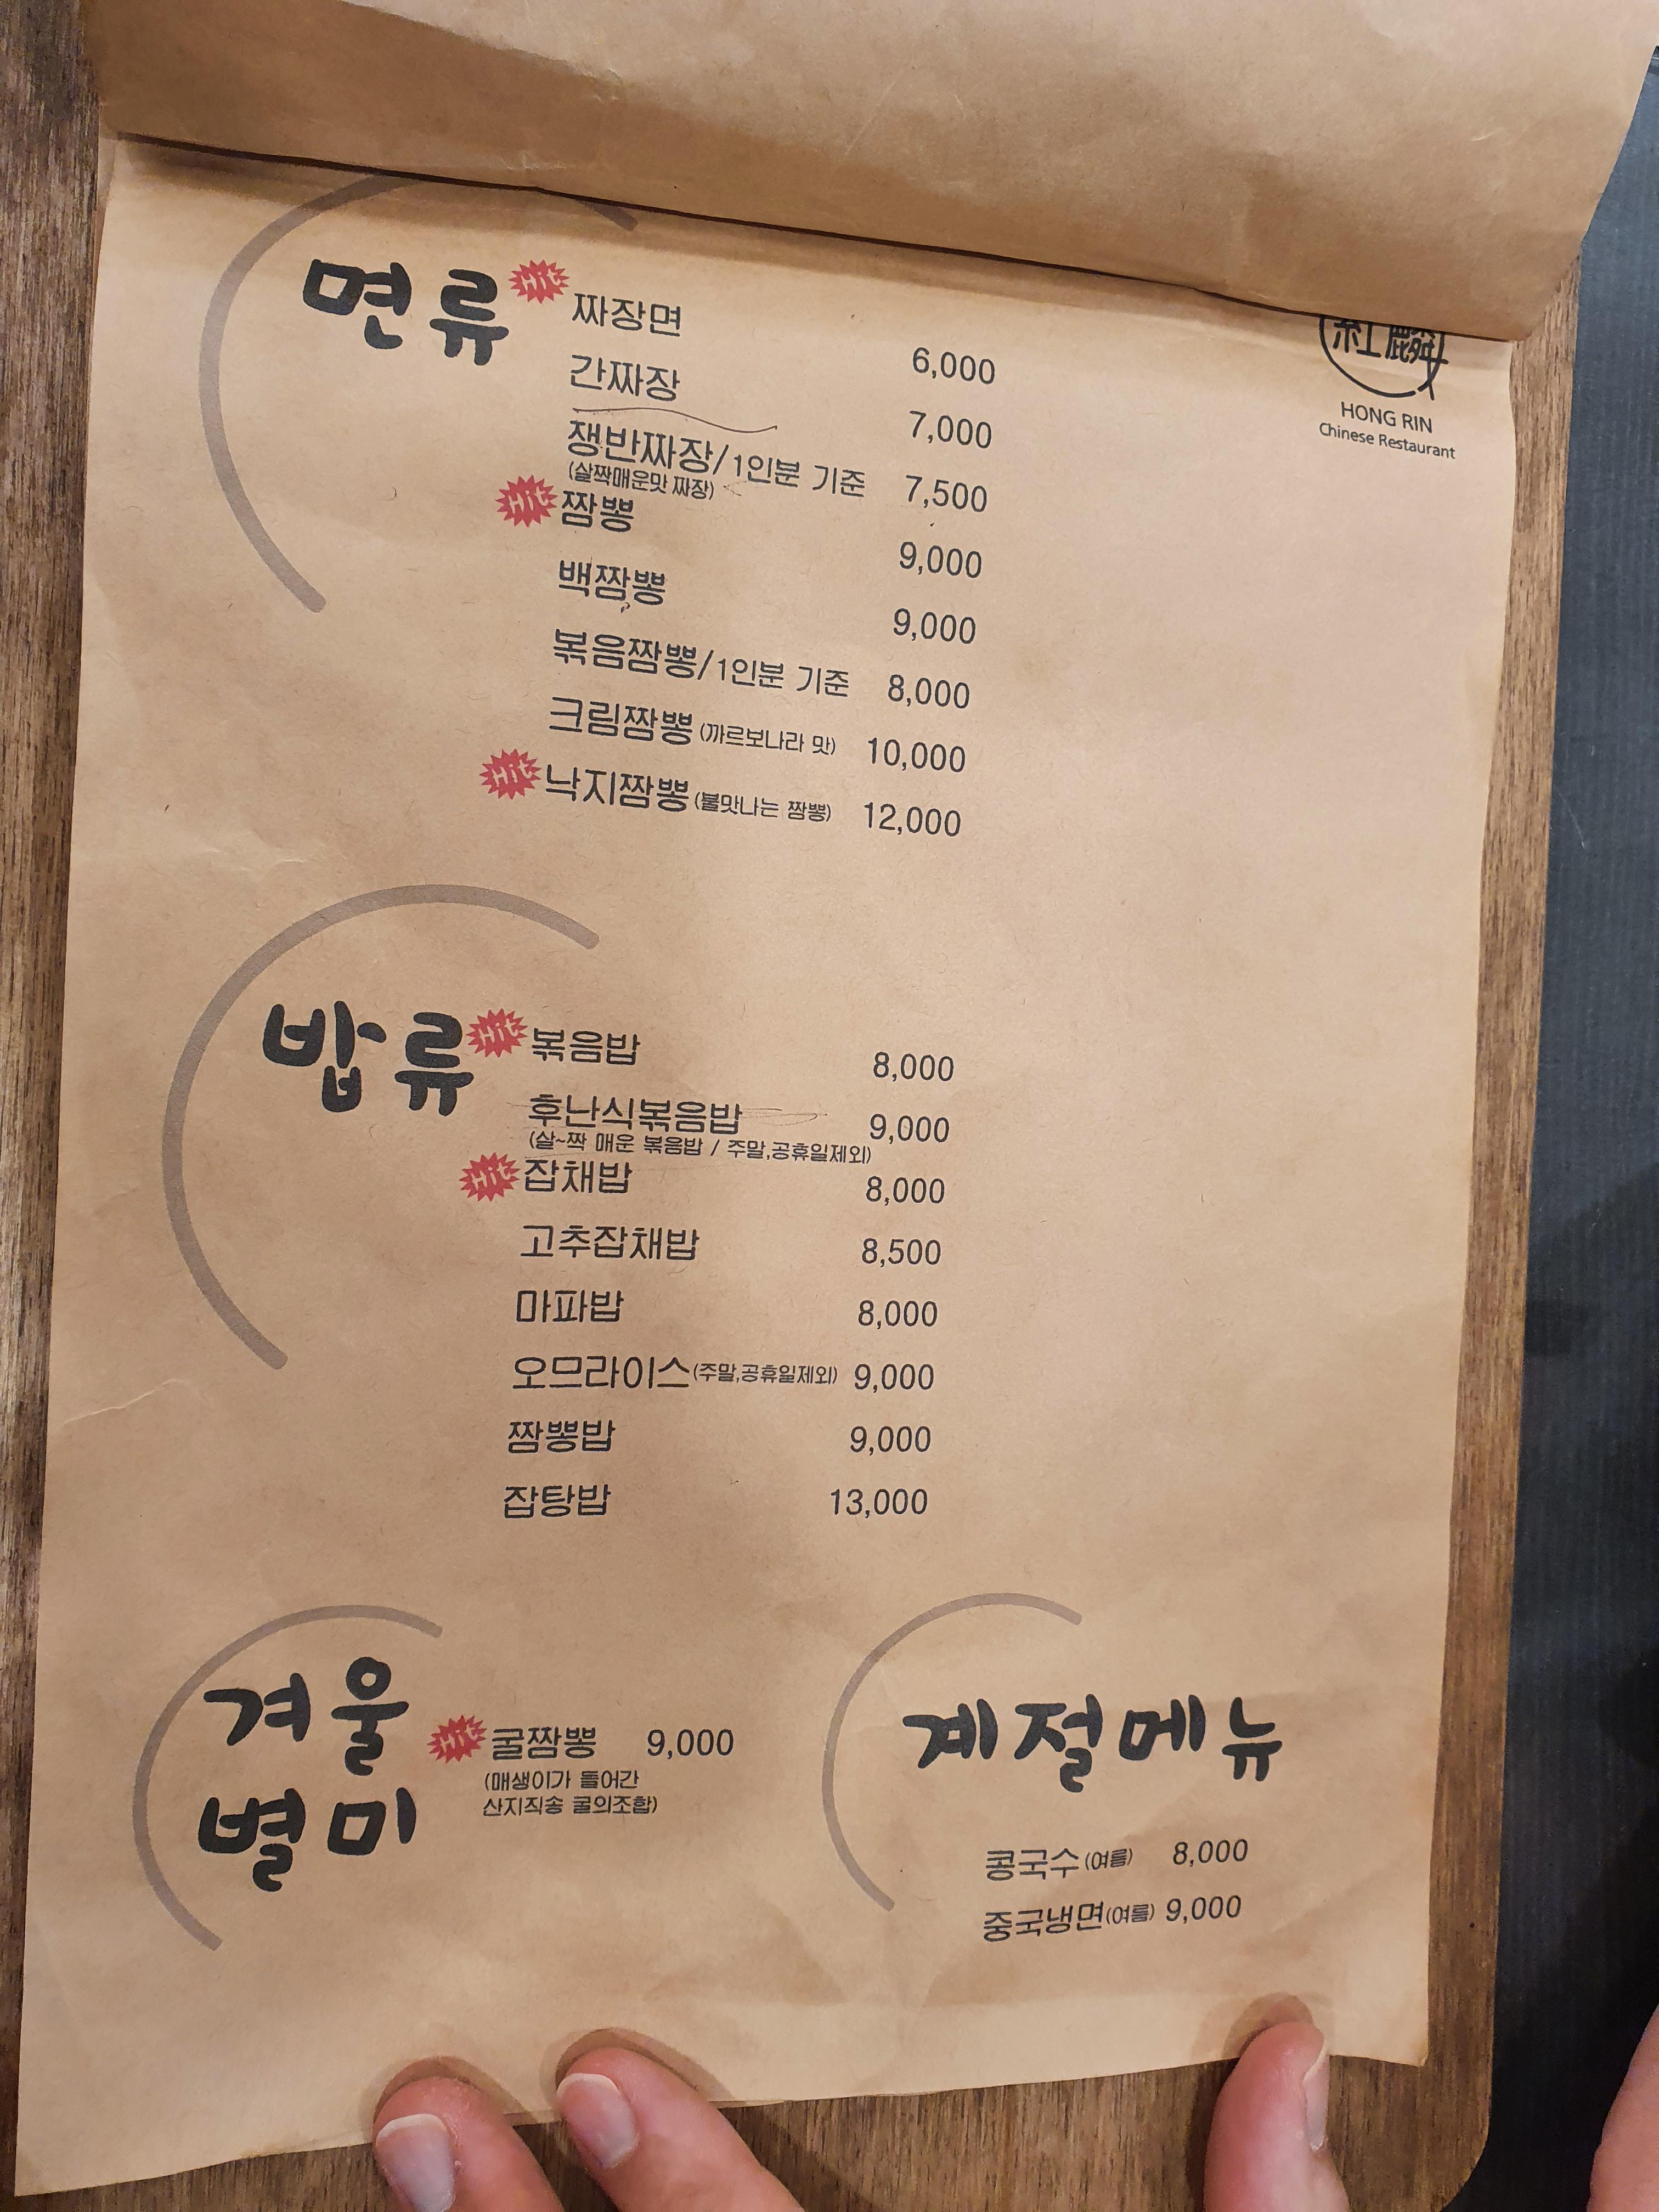 紅麟
HONG RIN
Chinese Restaurant
면류
짜장면 6,000
간짜장 7,000
쟁반짜장/1인분 기준 7,500
(살짝매운맛 짜장)
짬뽕 9,000
백짬뽕 9,000
볶음짬뽕/1인분 기준 8,000
크림짬뽕 (까르보나라 맛) 10,000
낙지짬뽕 (불맛나는 짬뽕) 12,000
밥류
볶음밥 8,000
후난식볶음밥 9,000
(살~짝 매운 볶음밥 / 주말,공휴일제외)
잡채밥 8,000
고추잡채밥 8,500
마파밥 8,000
오므라이스(주말,공휴일제외) 9,000
짬뽕밥 9,000
잡탕밥 13,000
겨울
별미
굴짬뽕 9,000
(매생이가 들어간
산지직송 굴의조합)
계절메뉴
콩국수(여름) 8,000
중국냉면(여름) 9,000